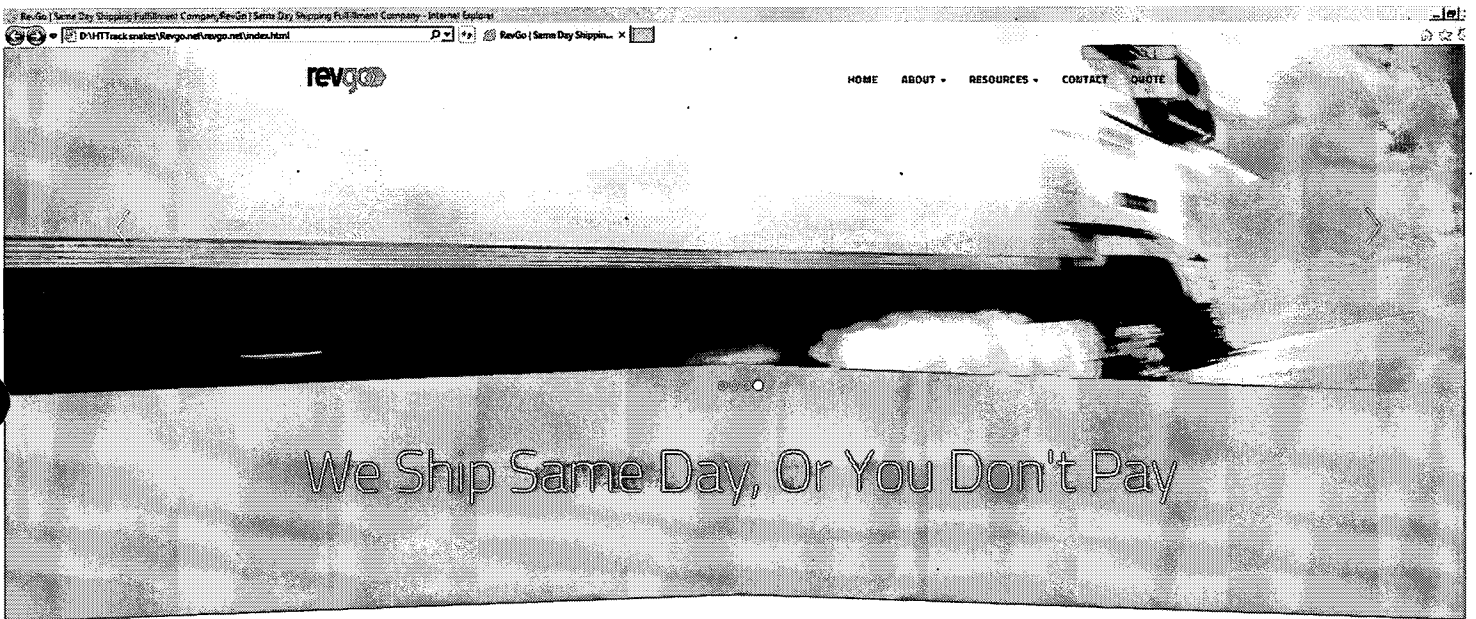 Rev-Go | Same Day Shipping Fulfillment Company,RevGo | Same Day Shipping Fulfillment Company - Internet Explorer
D:\HTTrack snakes\Revgo.net\revgo.net\index.html
RevGo | Same Day Shippin...
revgo
HOME ABOUT RESOURCES CONTACT QUOTE
We Ship Same Day, Or You Don't Pay